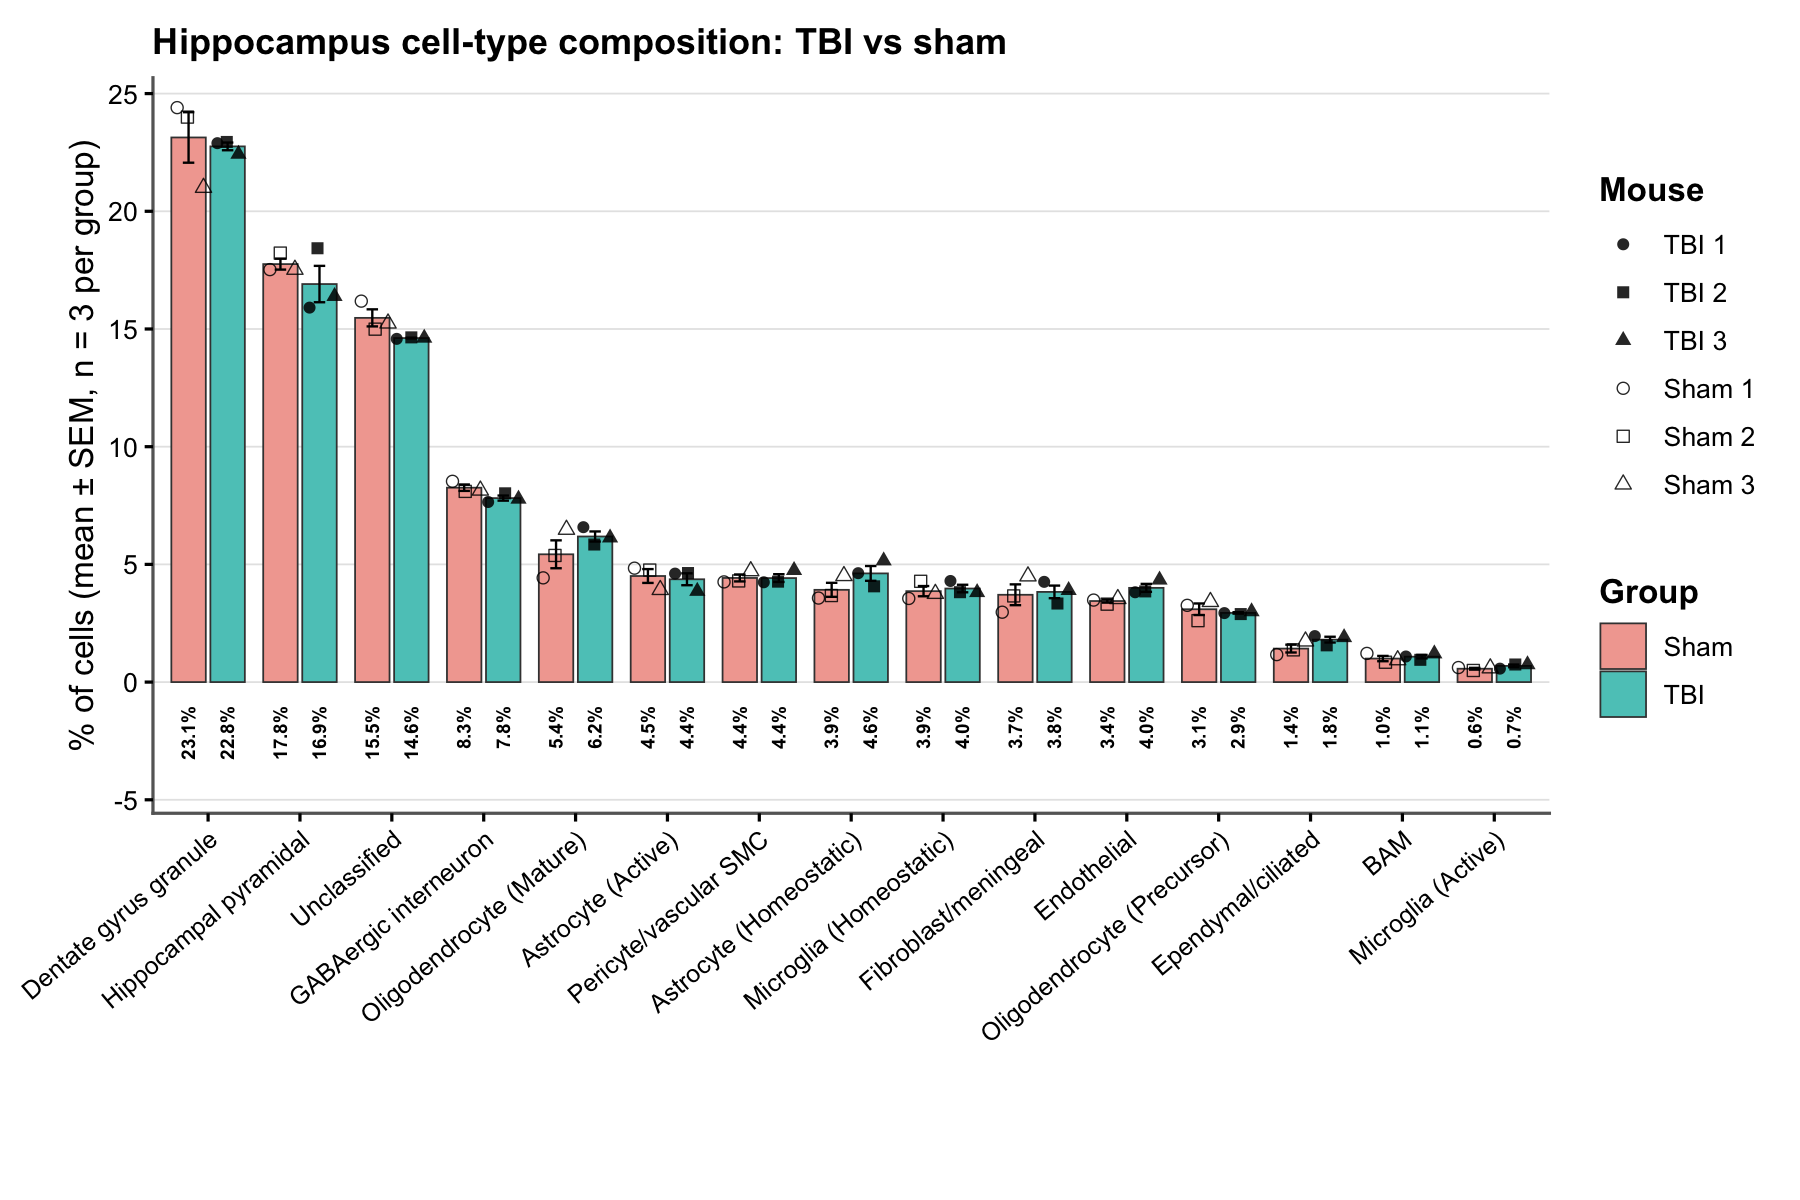 Hippocampus cell-type composition: TBI vs sham
% of cells (mean ± SEM, n = 3 per group)
25
20
15
10
5
0
-5
23.1%
22.8%
17.8%
16.9%
15.5%
14.6%
8.3%
7.8%
5.4%
6.2%
4.5%
4.4%
4.4%
4.4%
3.9%
4.6%
3.9%
4.0%
3.7%
3.8%
3.4%
4.0%
3.1%
2.9%
1.4%
1.8%
1.0%
1.1%
0.6%
0.7%
Dentate gyrus granule
Hippocampal pyramidal
Unclassified
GABAergic interneuron
Oligodendrocyte (Mature)
Astrocyte (Active)
Pericyte/vascular SMC
Astrocyte (Homeostatic)
Microglia (Homeostatic)
Fibroblast/meningeal
Endothelial
Oligodendrocyte (Precursor)
Ependymal/ciliated
BAM
Microglia (Active)
Mouse
TBI 1
TBI 2
TBI 3
Sham 1
Sham 2
Sham 3
Group
Sham
TBI